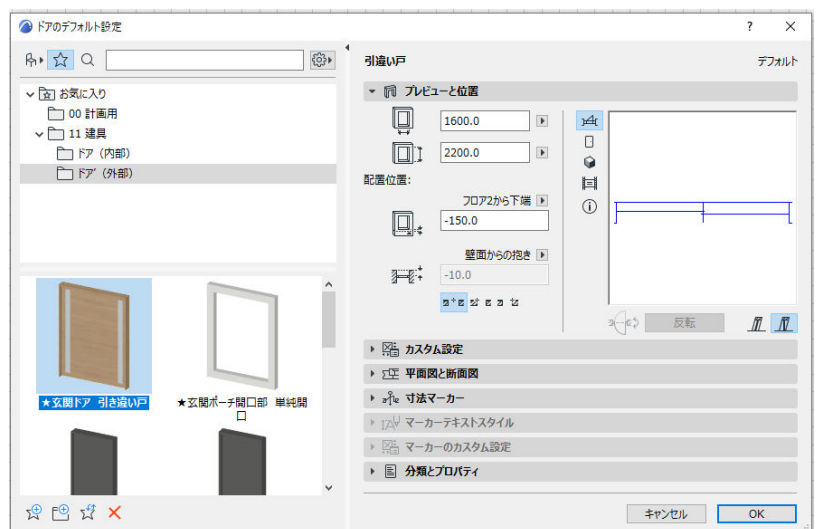 ドアのデフォルト設定
? ×
お気に入り
00 計画用
11 建具
ドア（内部）
ドア'（外部）
★玄関ドア 引き違い戸
★玄関ポーチ開口部 単純開口
引違い戸
デフォルト
プレビューと位置
1600.0
2200.0
配置位置:
フロア2から下端
-150.0
壁面からの抱き
-10.0
反転
カスタム設定
平面図と断面図
寸法マーカー
マーカーテキストスタイル
マーカーのカスタム設定
分類とプロパティ
キャンセル
OK